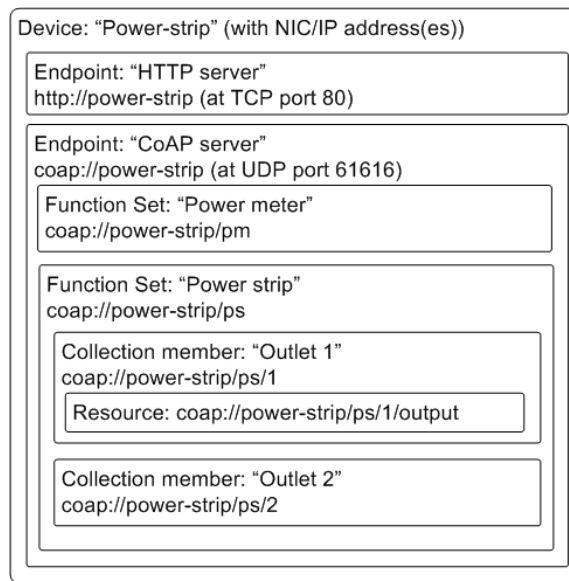 Device: “Power-strip” (with NIC/IP address(es))
Endpoint: “HTTP server”
http://power-strip (at TCP port 80)
Endpoint: “CoAP server”
coap://power-strip (at UDP port 61616)
Function Set: “Power meter”
coap://power-strip/pm
Function Set: “Power strip”
coap://power-strip/ps
Collection member: “Outlet 1”
coap://power-strip/ps/1
Resource: coap://power-strip/ps/1/output
Collection member: “Outlet 2”
coap://power-strip/ps/2